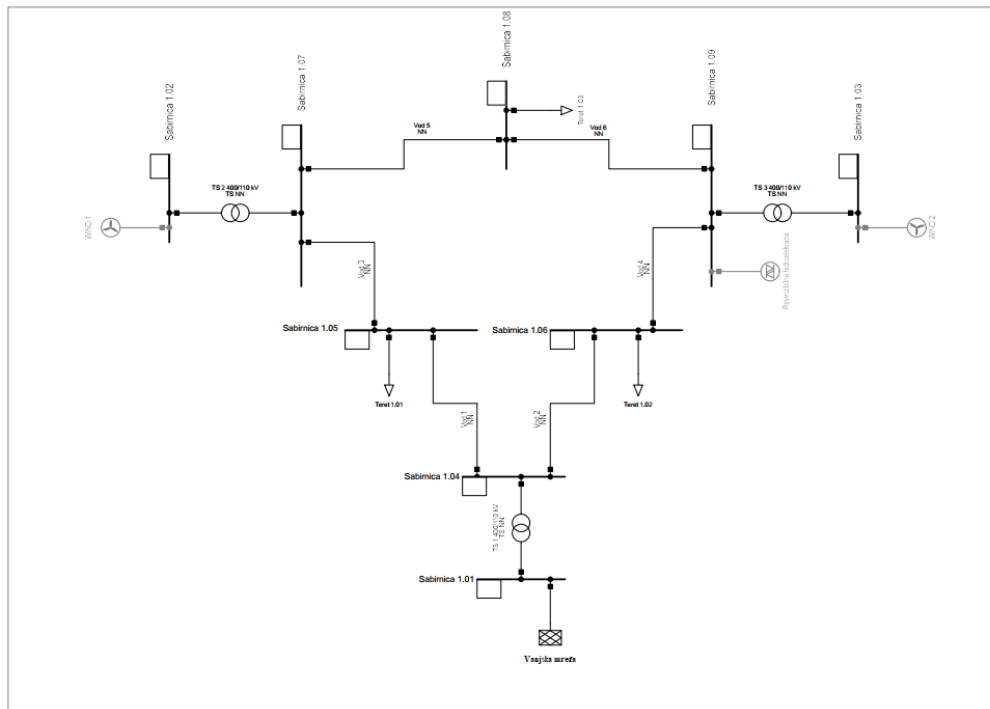 Sabirnica 1.08
Sabirnica 1.07
Sabirnica 1.09
Sabirnica 1.02
Sabirnica 1.03
Teret 1.03
Vod 5
NN
Vod 6
NN
TS 2 400/110 kV
TS NN
TS 3 400/110 kV
TS NN
WIND 1
WIND 2
Vod 3
NN
Vod 4
NN
Reverzibilna hidroelektrana
Sabirnica 1.05
Sabirnica 1.06
Teret 1.01
Teret 1.02
Vod 1
NN
Vod 2
NN
Sabirnica 1.04
TS 1 400/110 kV
TS NN
Sabirnica 1.01
Vanjska mreža